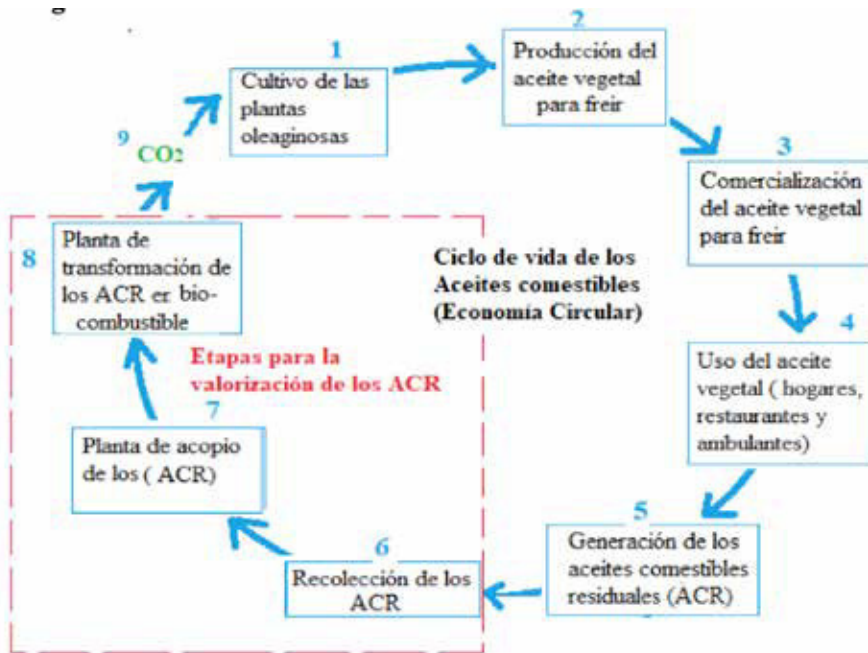 1
Cultivo de las
plantas
oleaginosas
2
Producción del
aceite vegetal
para freir
3
Comercialización
del aceite vegetal
para freir
4
Uso del aceite
vegetal ( hogares,
restaurantes y
ambulantes)
5
Generación de los
aceites comestibles
residuales (ACR)
6
Recolección de los
ACR
7
Planta de acopio
de los ( ACR)
8
Planta de
transformación de
los ACR er bio-
combustible
9
CO2
Ciclo de vida de los
Aceites comestibles
(Economía Circular)
Etapas para la
valorización de los ACR